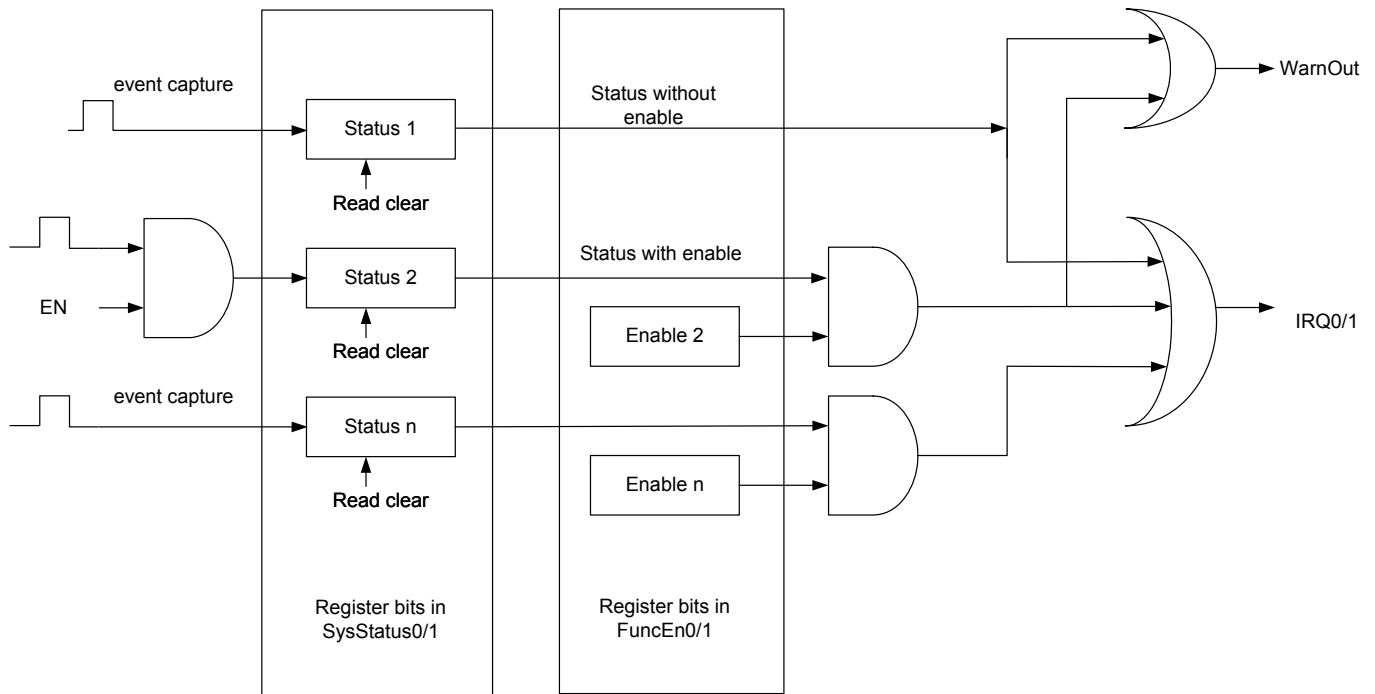 WarnOut
event capture
Status without
enable
Status 1
Read clear
Status with enable
EN
Status 2
Enable 2
IRQ0/1
Read clear
event capture
Status n
Enable n
Read clear
Register bits in
SysStatus0/1
Register bits in
FuncEn0/1